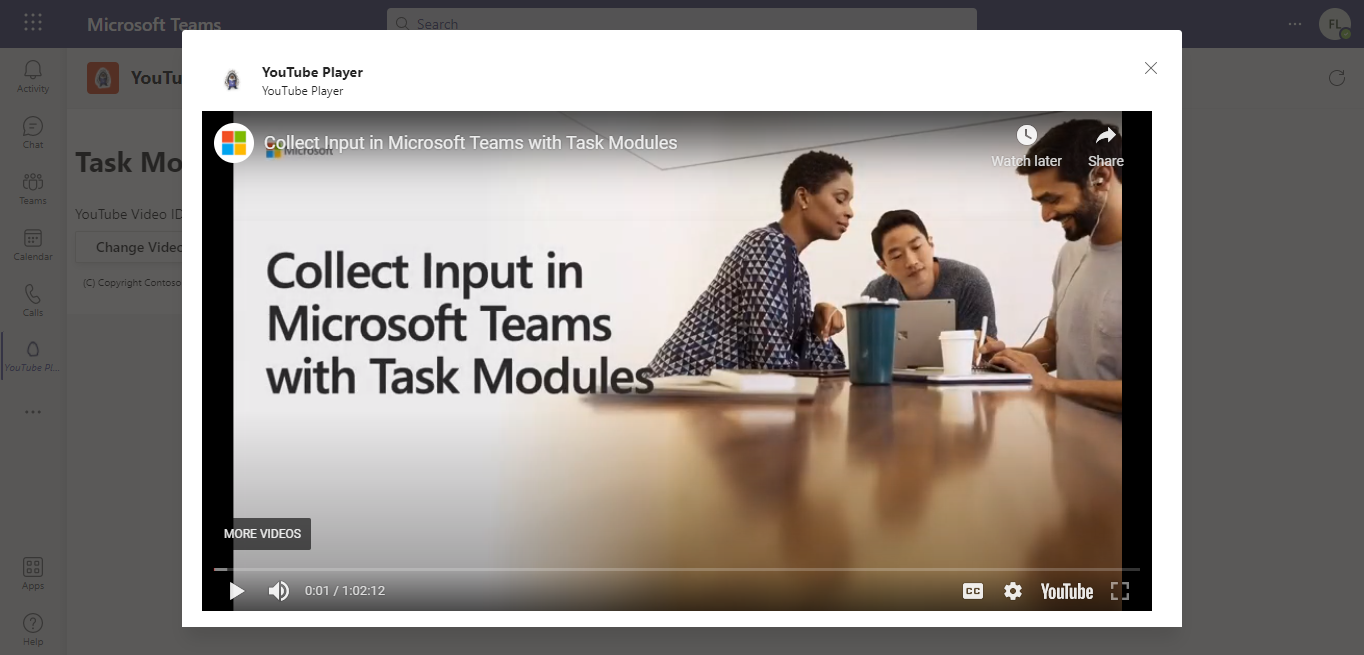 Microsoft Teams
Search
FL
YouTu
Activity
Chat
Teams
Calendar
Calls
YouTube Pl...
Apps
Help
Task Mo
YouTube Video ID
Change Video
(C) Copyright Contoso
YouTube Player
YouTube Player
Collect Input in Microsoft Teams with Task Modules
Microsoft
Watch later
Share
Collect Input in
Microsoft Teams
with Task Modules
MORE VIDEOS
0:01 / 1:02:12
CC
YouTube